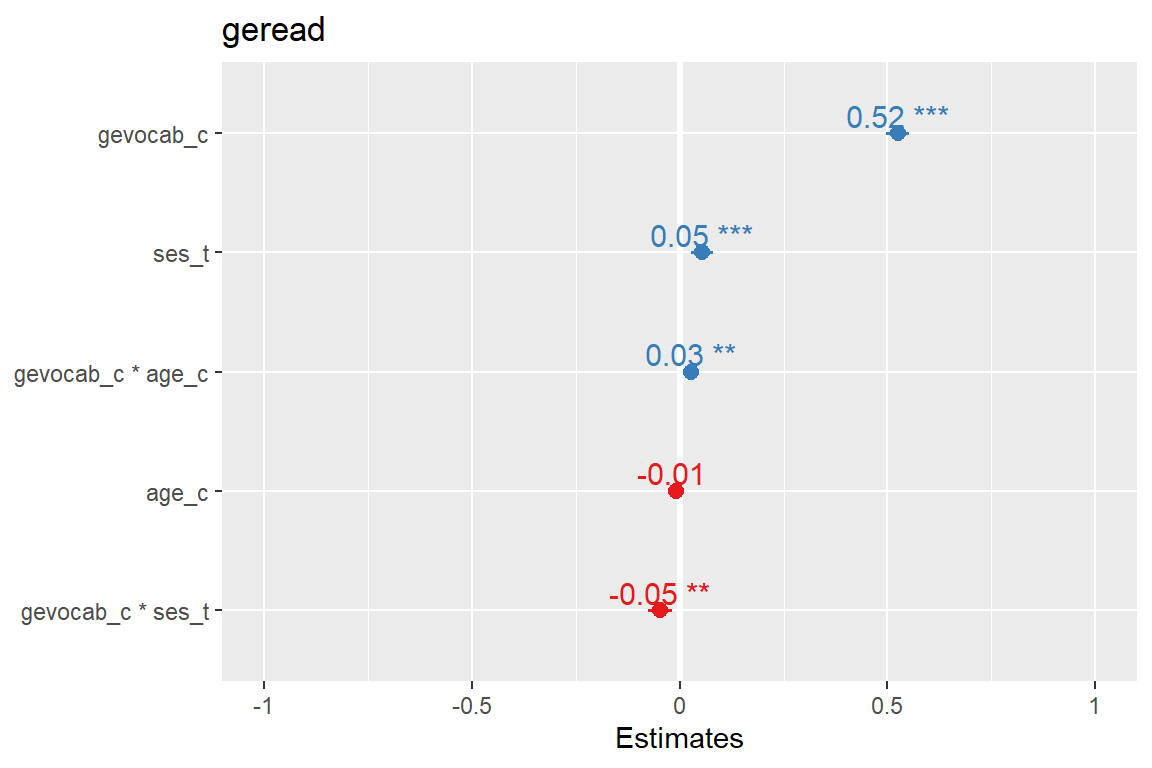 geread
gevocab_c
0.52 ***
ses_t
0.05 ***
gevocab_c * age_c
0.03 **
age_c
-0.01
gevocab_c * ses_t
-0.05 **
-1 -0.5 0 0.5 1
Estimates